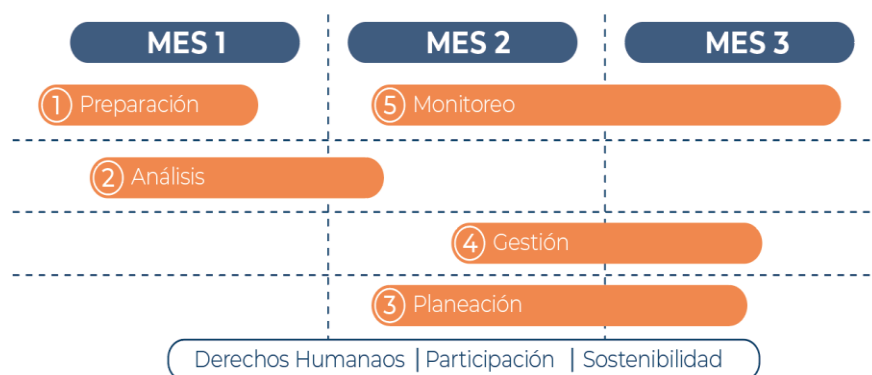 MES 1
MES 2
MES 3
1 Preparación
5 Monitoreo
2 Análisis
4 Gestión
3 Planeación
Derechos Humanaos | Participación | Sostenibilidad